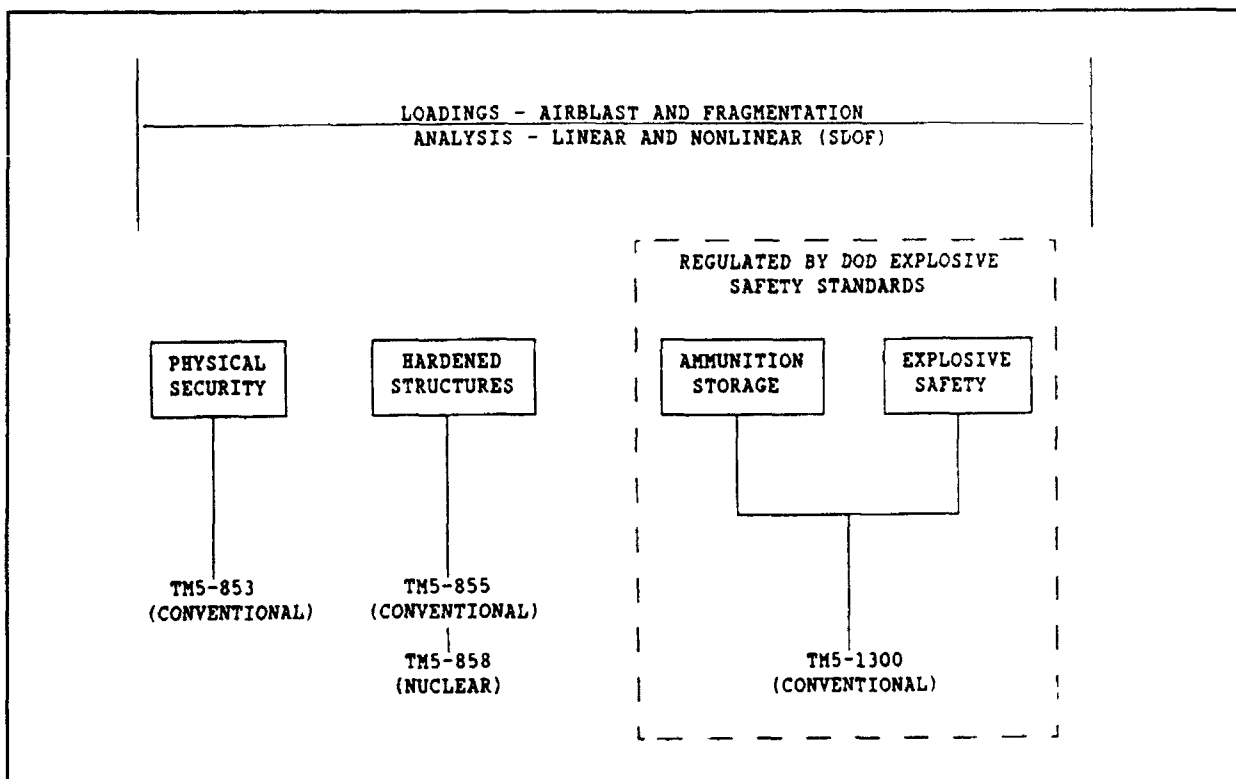 LOADINGS - AIRBLAST AND FRAGMENTATION
ANALYSIS - LINEAR AND NONLINEAR (SDOF)
REGULATED BY DOD EXPLOSIVE
SAFETY STANDARDS
PHYSICAL
SECURITY
HARDENED
STRUCTURES
AMMUNITION
STORAGE
EXPLOSIVE
SAFETY
TM5-853
(CONVENTIONAL)
TM5-855
(CONVENTIONAL)
TM5-858
(NUCLEAR)
TM5-1300
(CONVENTIONAL)